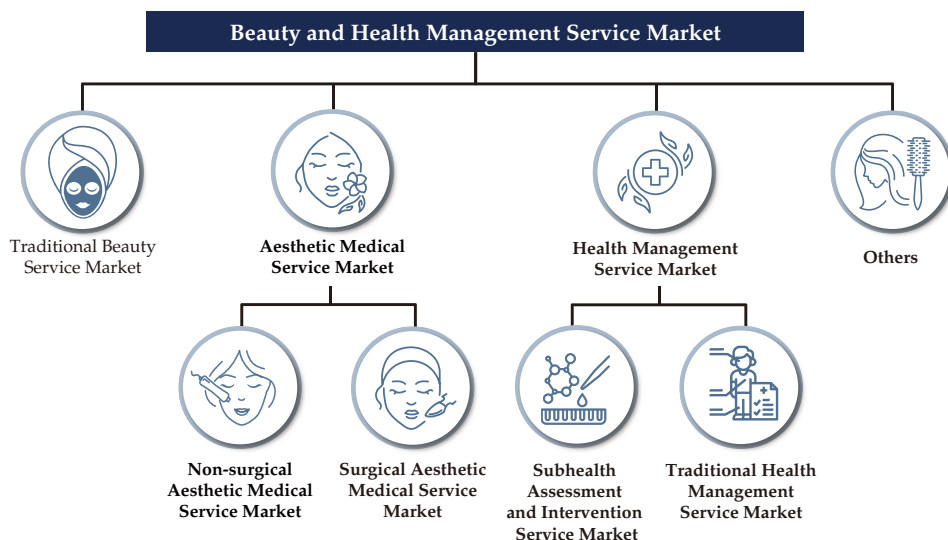 Beauty and Health Management Service Market
Traditional Beauty
Service Market
Aesthetic Medical
Service Market
Health Management
Service Market
Others
Non-surgical
Aesthetic Medical
Service Market
Surgical Aesthetic
Medical Service
Market
Subhealth
Assessment
and Intervention
Service Market
Traditional Health
Management
Service Market